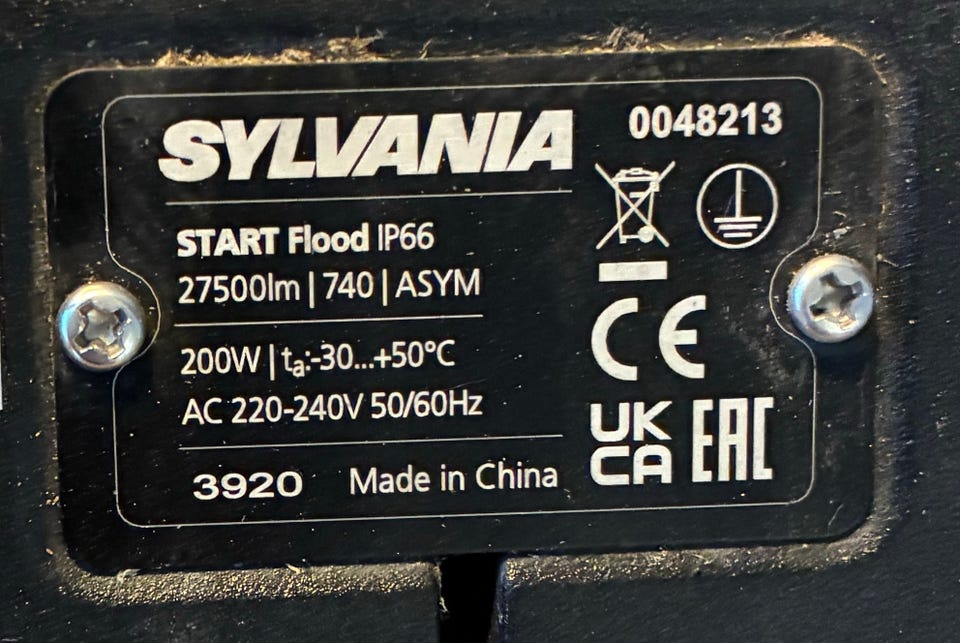 SYLVANIA
0048213
START Flood IP66
27500lm | 740 | ASYM
200W | ta:-30...+50°C
AC 220-240V 50/60Hz
3920 Made in China
CE
UK
CA
EAC